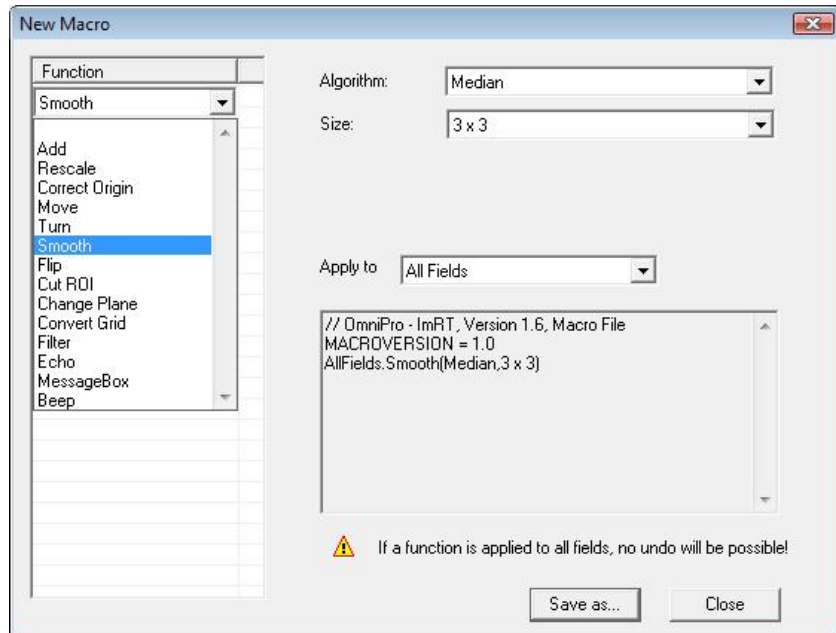 New Macro
Function
Smooth
Add
Rescale
Correct Origin
Move
Turn
Smooth
Flip
Cut ROI
Change Plane
Convert Grid
Filter
Echo
MessageBox
Beep
Algorithm:
Median
Size:
3 x 3
Apply to
All Fields
// OmniPro - ImRT, Version 1.6, Macro File
MACROVERSION = 1.0
AllFields.Smooth(Median,3 x 3)
If a function is applied to all fields, no undo will be possible!
Save as...
Close